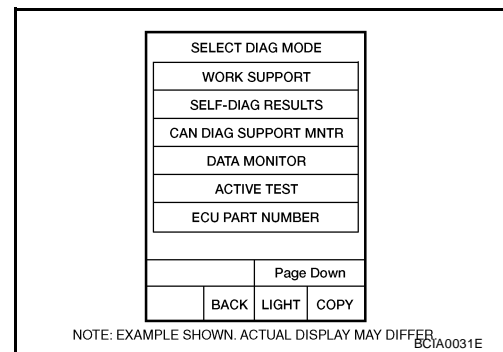 SELECT DIAG MODE
WORK SUPPORT
SELF-DIAG RESULTS
CAN DIAG SUPPORT MNTR
DATA MONITOR
ACTIVE TEST
ECU PART NUMBER
Page Down
BACK LIGHT COPY
NOTE: EXAMPLE SHOWN. ACTUAL DISPLAY MAY DIFFER.
BCIA0031E